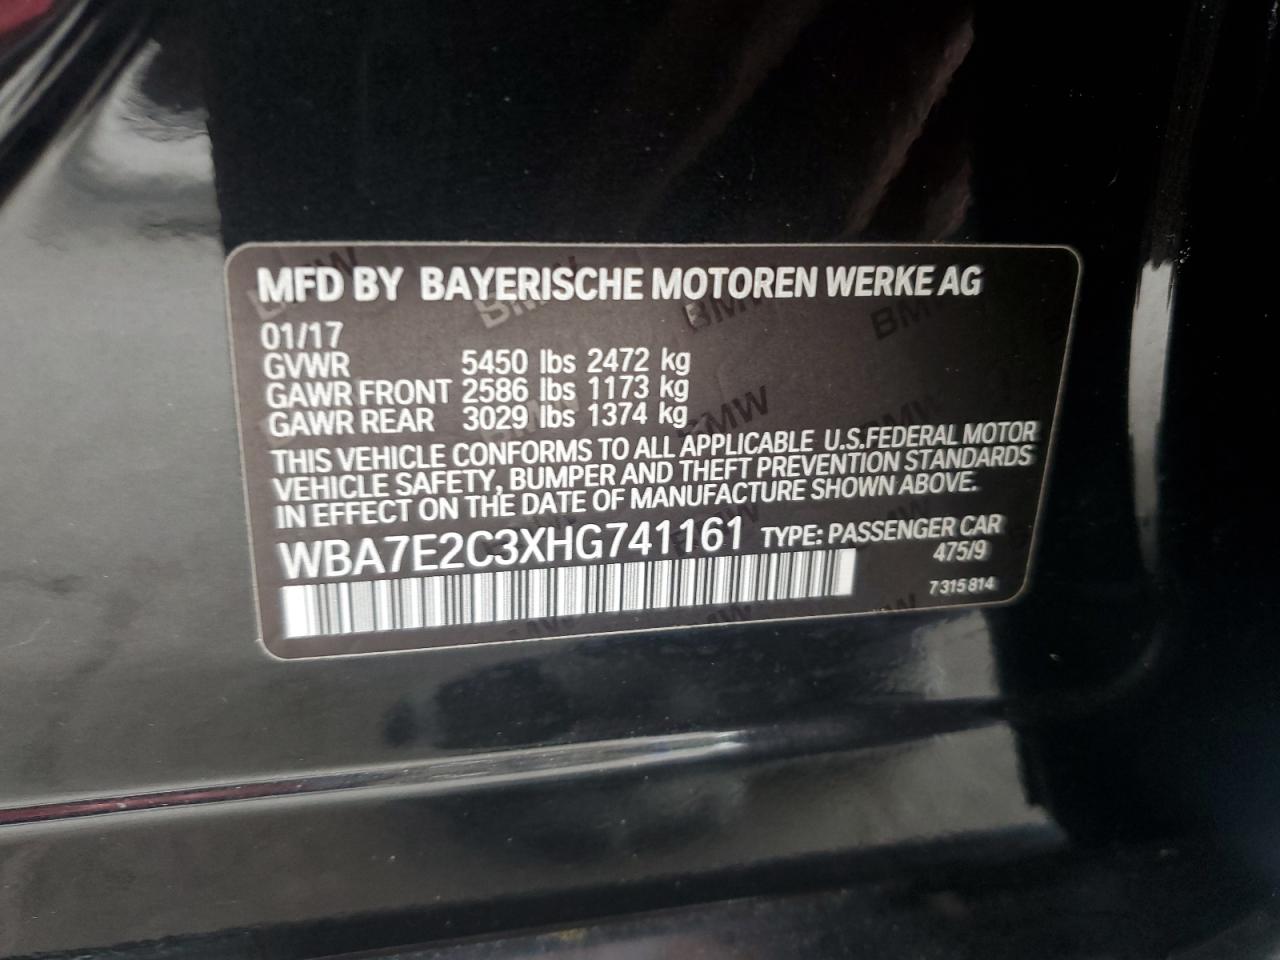 MFD BY BAYERISCHE MOTOREN WERKE AG
01/17
GVWR 5450 lbs 2472 kg
GAWR FRONT 2586 lbs 1173 kg
GAWR REAR 3029 lbs 1374 kg
THIS VEHICLE CONFORMS TO ALL APPLICABLE U.S.FEDERAL MOTOR
VEHICLE SAFETY, BUMPER AND THEFT PREVENTION STANDARDS
IN EFFECT ON THE DATE OF MANUFACTURE SHOWN ABOVE.
WBA7E2C3XHG741161 TYPE: PASSENGER CAR
475/9
7 315 814